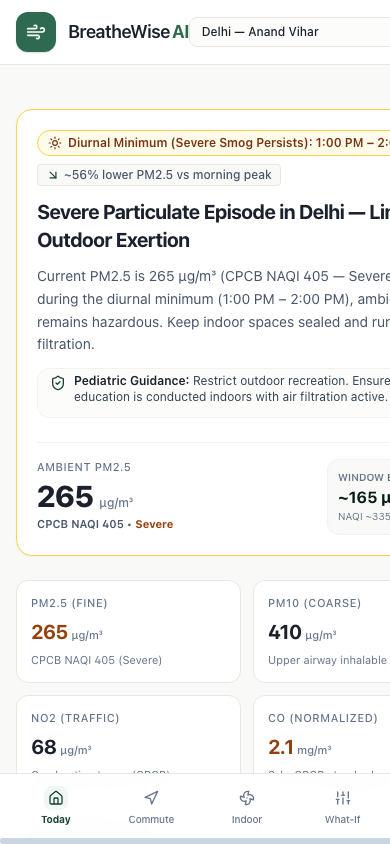 BreatheWise AI
Delhi — Anand Vihar
Diurnal Minimum (Severe Smog Persists): 1:00 PM – 2:
~56% lower PM2.5 vs morning peak
Severe Particulate Episode in Delhi — Li
Outdoor Exertion
Current PM2.5 is 265 µg/m³ (CPCB NAQI 405 — Severe
during the diurnal minimum (1:00 PM – 2:00 PM), ambi
remains hazardous. Keep indoor spaces sealed and run
filtration.
Pediatric Guidance: Restrict outdoor recreation. Ensure
education is conducted indoors with air filtration active.
AMBIENT PM2.5
265 µg/m³
CPCB NAQI 405 • Severe
WINDOW E
~165 µ
NAQI ~335
PM2.5 (FINE)
265 µg/m³
CPCB NAQI 405 (Severe)
PM10 (COARSE)
410 µg/m³
Upper airway inhalable
NO2 (TRAFFIC)
68 µg/m³
CO (NORMALIZED)
2.1 mg/m³
Today
Commute
Indoor
What-If